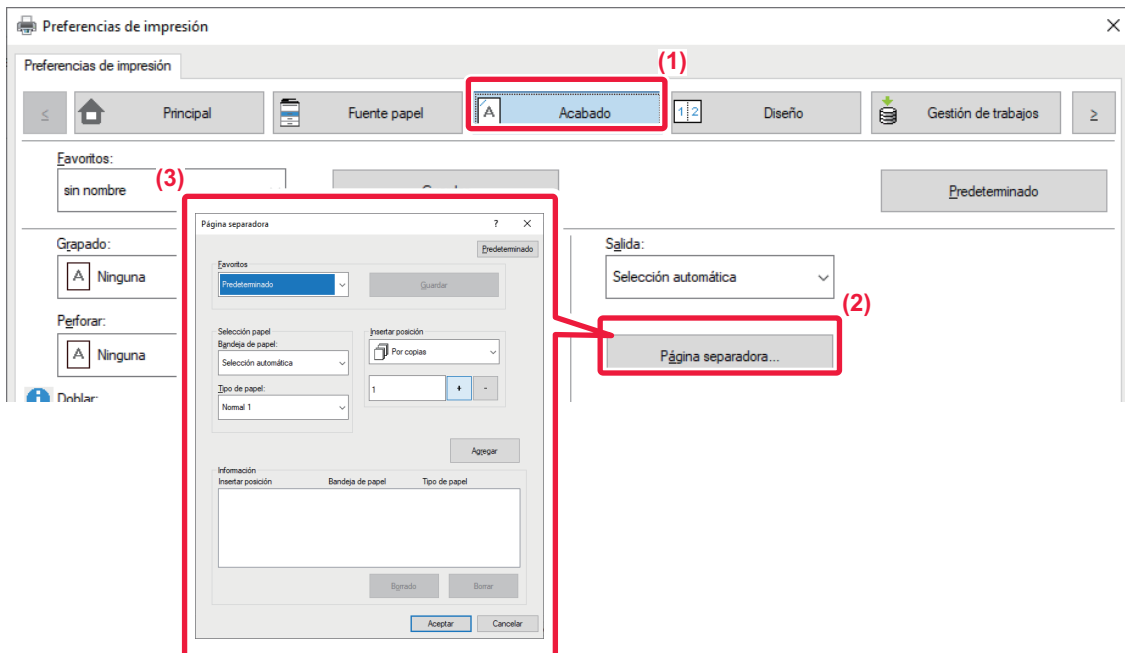 Preferencias de impresión
Preferencias de impresión
(1)
<
Principal
Fuente papel
A
Acabado
1 2
Diseño
Gestión de trabajos
>
Favoritos:
sin nombre
(3)
Predeterminado
Grapado:
A Ninguna
Perforar:
A Ninguna
Doblar:
Página separadora
?
Predeterminado
Favoritos
Predeterminado
Guardar
Selección papel
Bandeja de papel:
Selección automática
Tipo de papel:
Normal 1
Insertar posición
Por copias
1
+
-
Agregar
Información
Insertar posición Bandeja de papel Tipo de papel
Borrado
Borrar
Aceptar
Cancelar
Salida:
Selección automática
(2)
Página separadora...